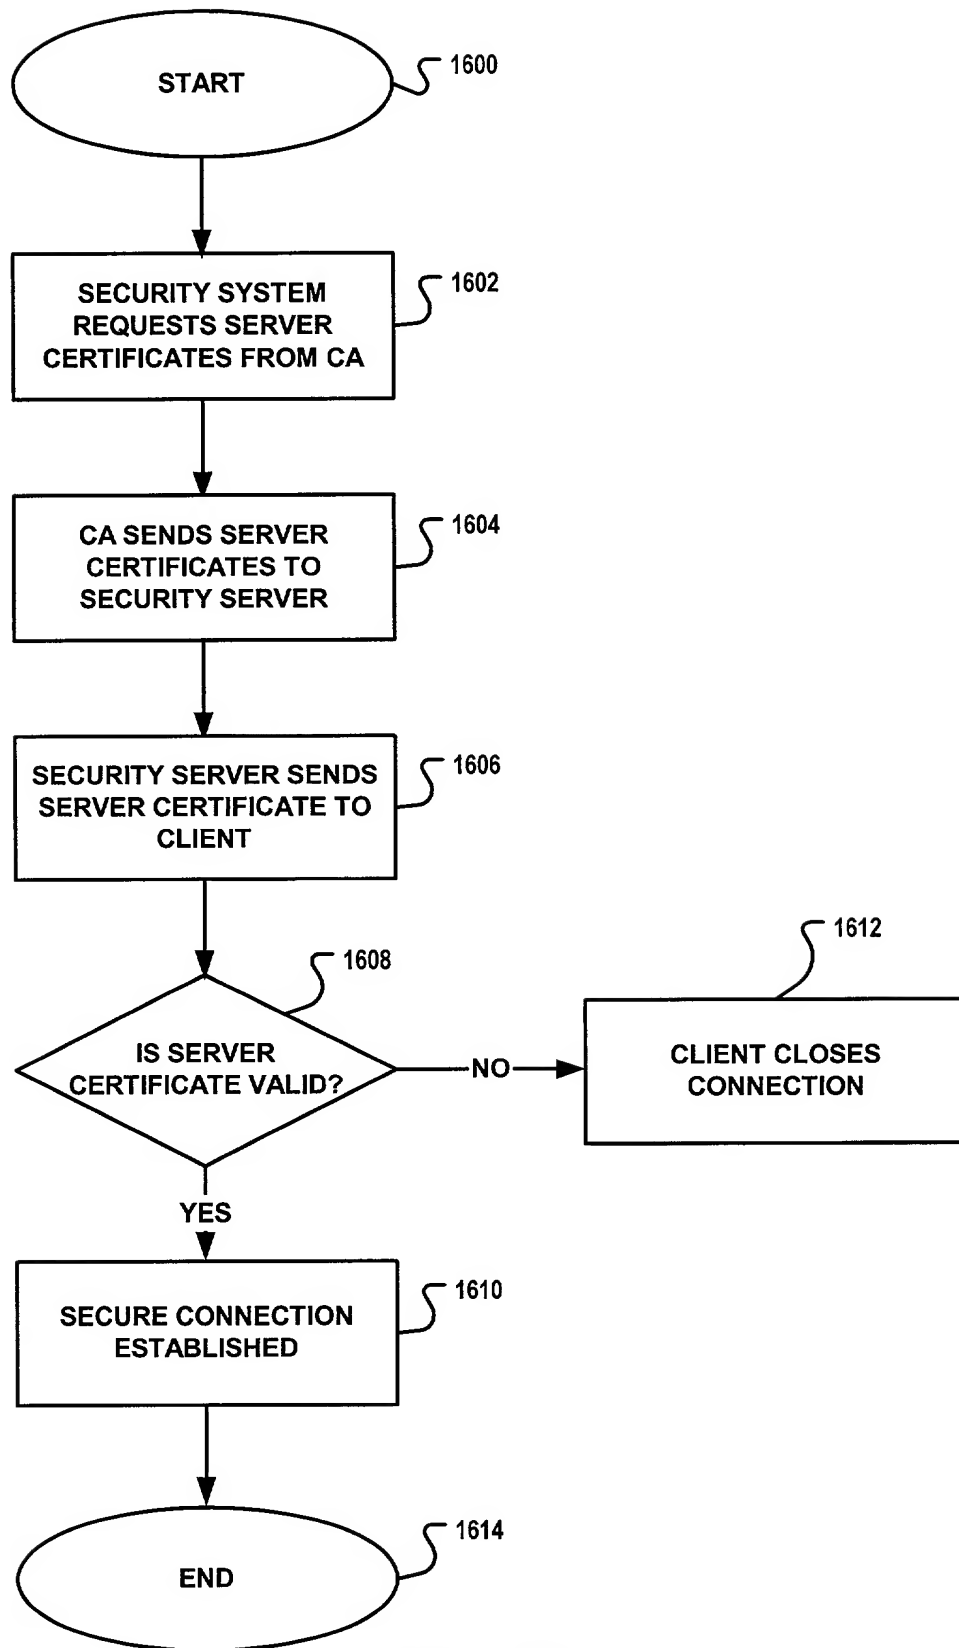 START
1600
SECURITY SYSTEM
REQUESTS SERVER
CERTIFICATES FROM CA
1602
CA SENDS SERVER
CERTIFICATES TO
SECURITY SERVER
1604
SECURITY SERVER SENDS
SERVER CERTIFICATE TO
CLIENT
1606
IS SERVER
CERTIFICATE VALID?
1608
NO
CLIENT CLOSES
CONNECTION
1612
YES
SECURE CONNECTION
ESTABLISHED
1610
END
1614